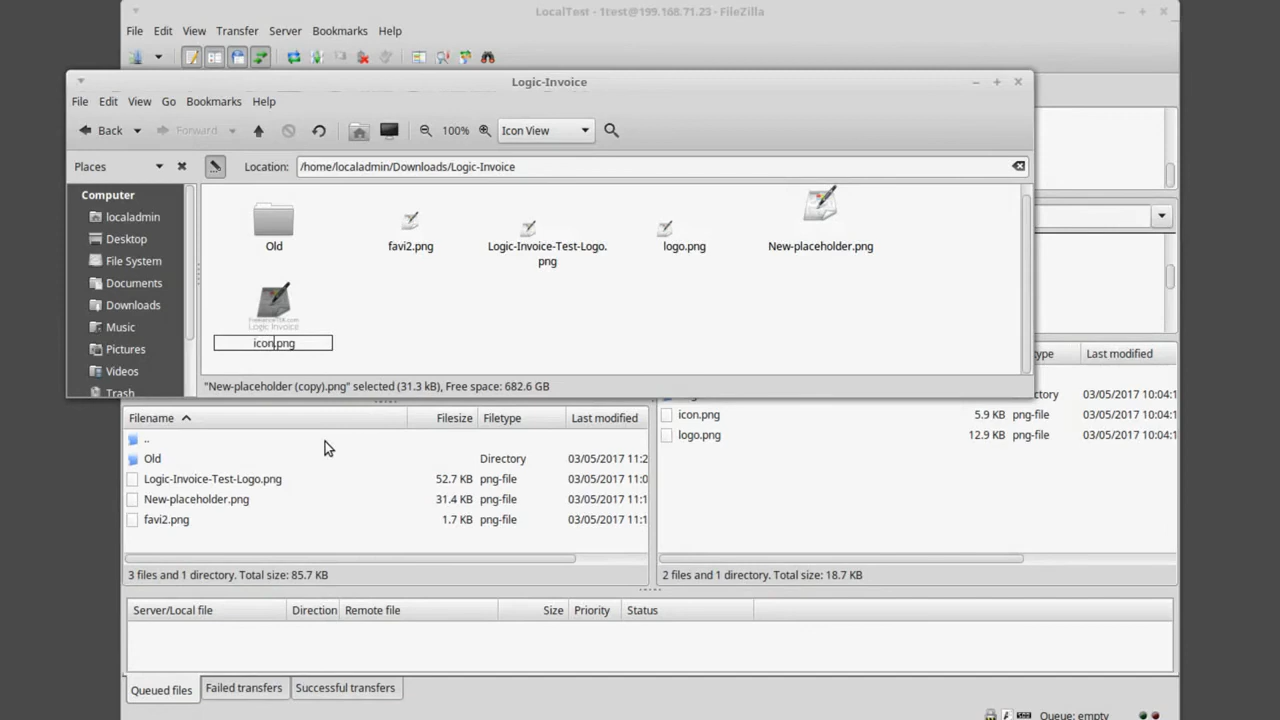 LocalTest - 1test@199.168.71.23 - FileZilla
File Edit View Transfer Server Bookmarks Help
Logic-Invoice
File Edit View Go Bookmarks Help
Back Forward 100% Icon View
Places Location: /home/localadmin/Downloads/Logic-Invoice
Computer
localadmin
Desktop
File System
Documents
Downloads
Music
Pictures
Videos
Trash
Old
favi2.png
Logic-Invoice-Test-Logo.
png
logo.png
New-placeholder.png
Logic Invoice
icon.png
"New-placeholder (copy).png" selected (31.3 kB), Free space: 682.6 GB
Filename Filesize Filetype Last modified
..
Old Directory 03/05/2017 11:2
Logic-Invoice-Test-Logo.png 52.7 KB png-file 03/05/2017 11:0
New-placeholder.png 31.4 KB png-file 03/05/2017 11:1
favi2.png 1.7 KB png-file 03/05/2017 11:1
3 files and 1 directory. Total size: 85.7 KB
ype Last modified
ctory 03/05/2017 10:04:1
icon.png 5.9 KB png-file 03/05/2017 10:04:1
logo.png 12.9 KB png-file 03/05/2017 10:04:1
2 files and 1 directory. Total size: 18.7 KB
Server/Local file Direction Remote file Size Priority Status
Queued files Failed transfers Successful transfers
Queue: empty